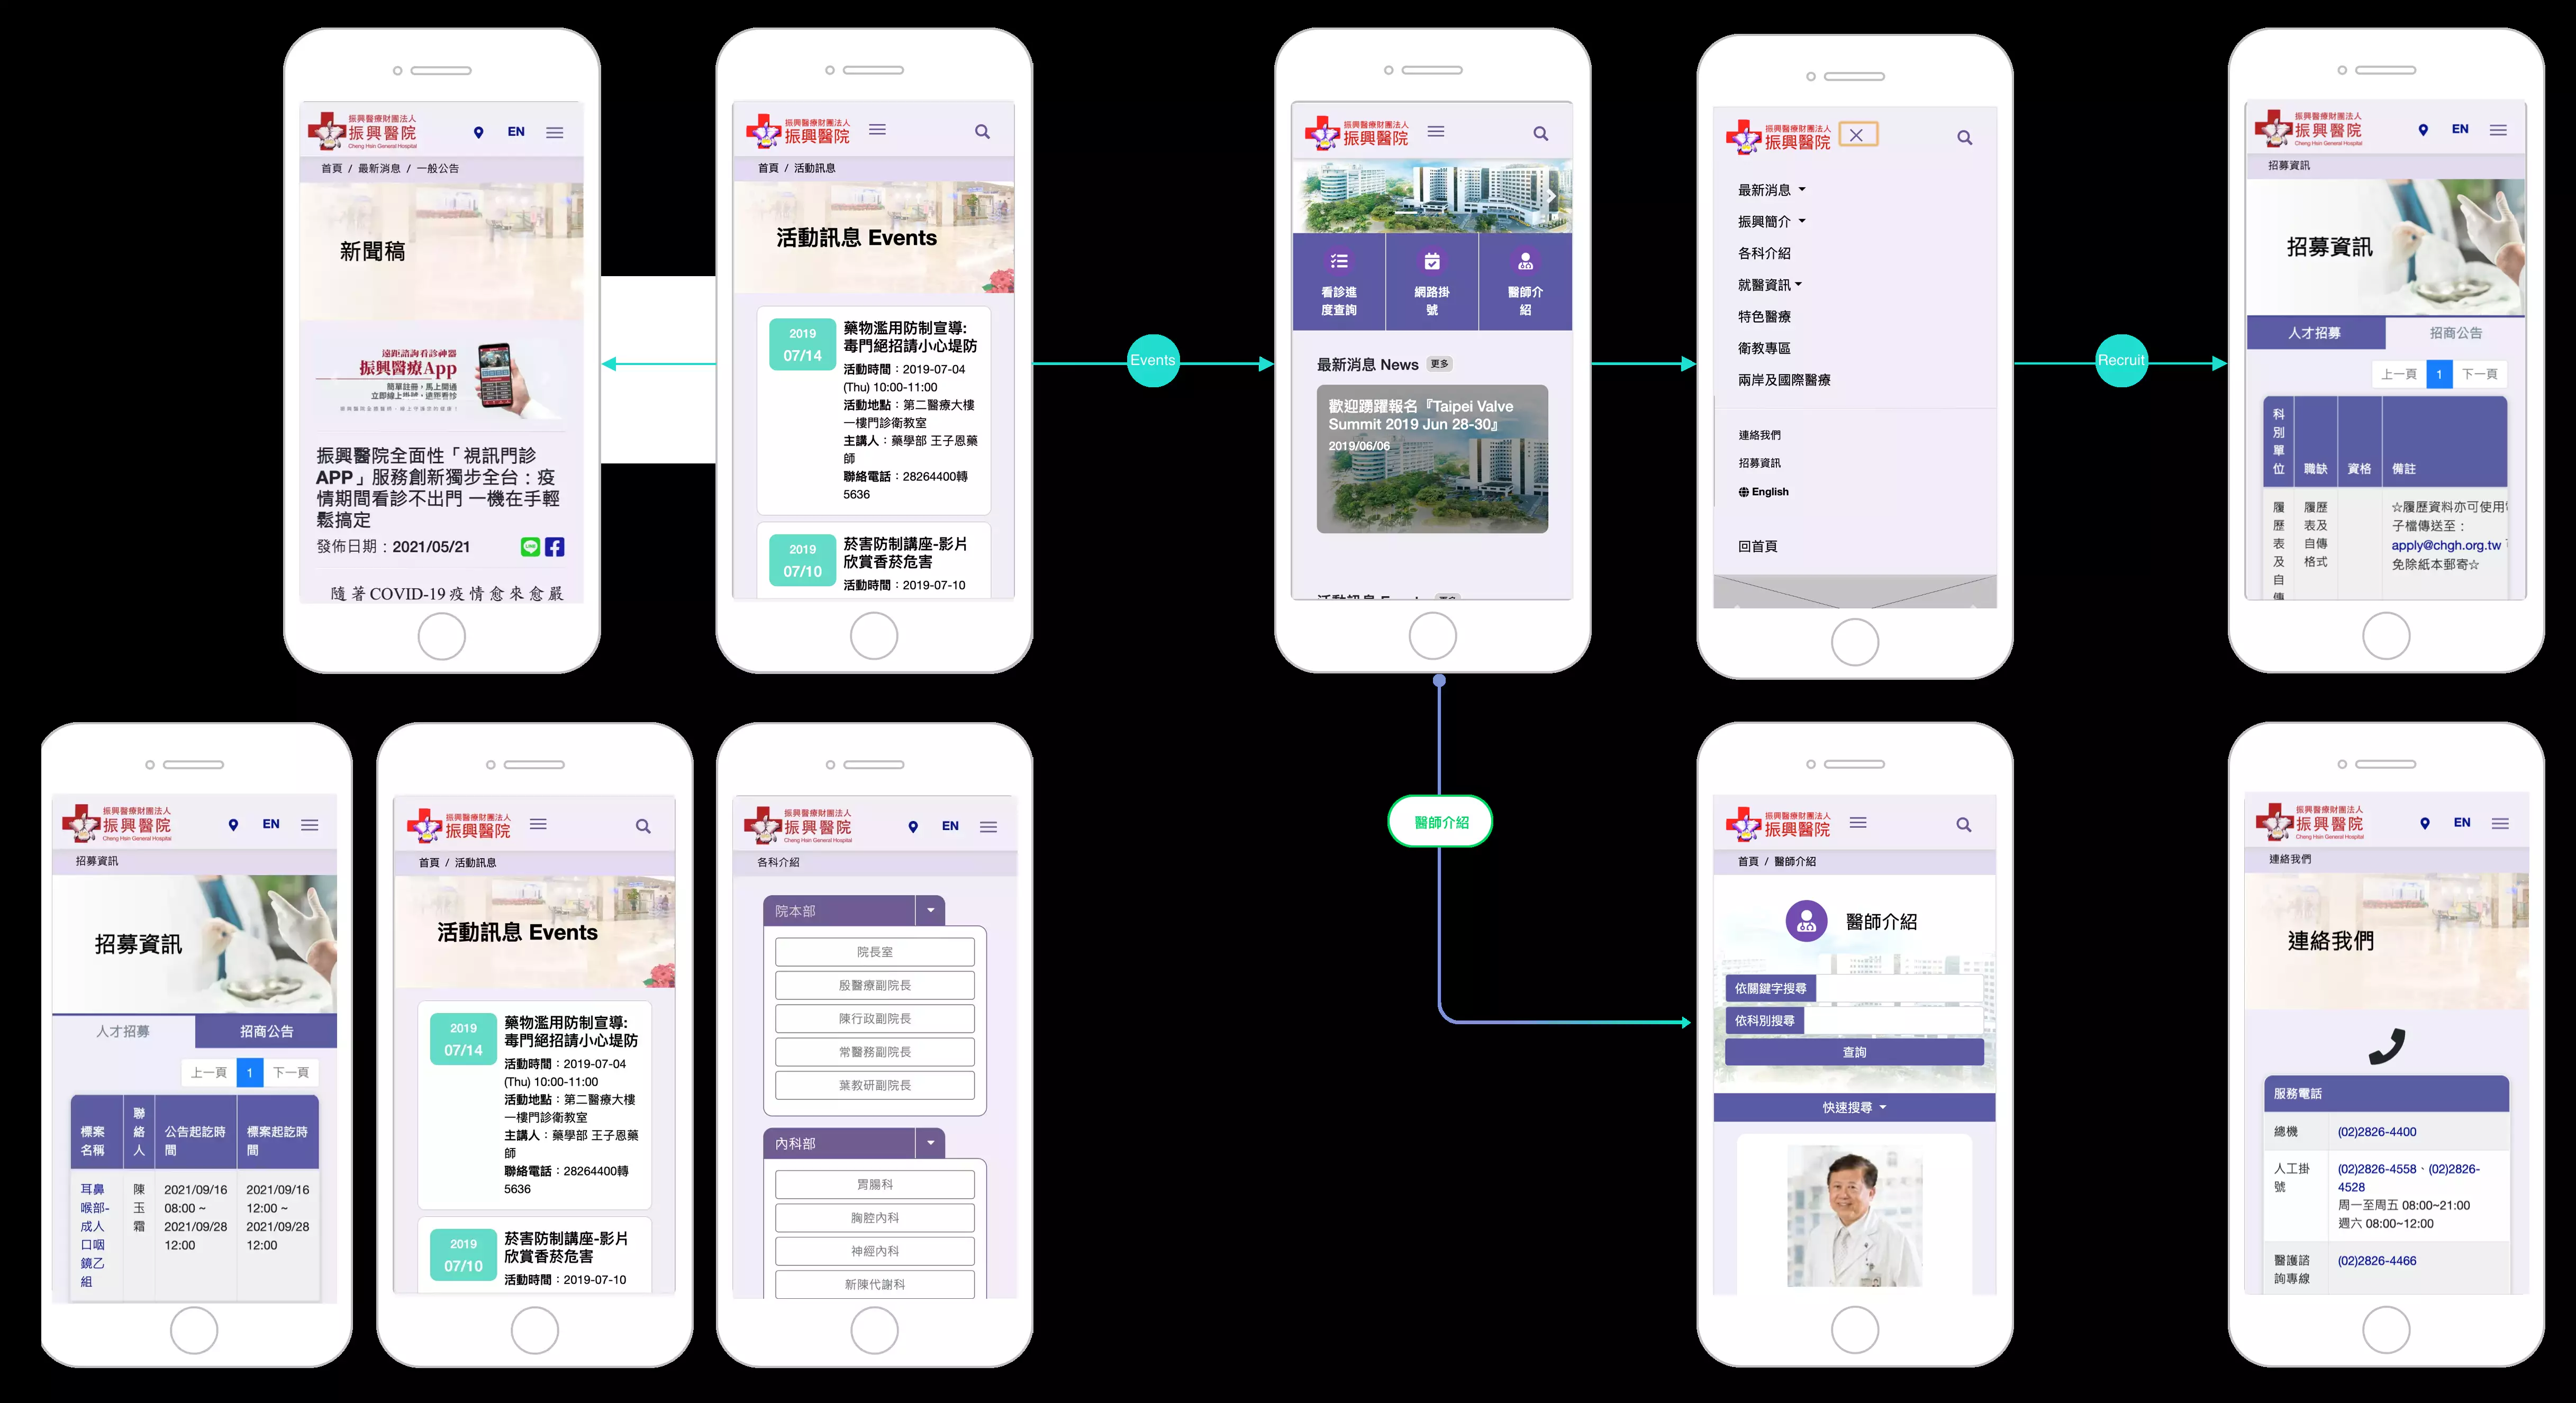 振興醫療財團法人
振興醫院
Cheng Hsin General Hospital
EN
首頁 / 最新消息 / 一般公告
新聞稿
遠距諮詢看診神器
振興醫療App
簡單註冊，馬上開通
立即線上掛號，遠距看診
振興醫院全面性「視訊門診
APP」服務創新獨步全台：疫
情期間看診不出門 一機在手輕
鬆搞定
發佈日期：2021/05/21
隨著COVID-19疫情愈來愈嚴
振興醫療財團法人
振興醫院
首頁 / 活動訊息
活動訊息 Events
2019
07/14
藥物濫用防制宣導:
毒門絕招請小心堤防
活動時間：2019-07-04
(Thu) 10:00-11:00
活動地點：第二醫療大樓
一樓門診衛教室
主講人：藥學部 王子恩藥
師
聯絡電話：28264400轉
5636
2019
07/10
菸害防制講座-影片
欣賞香菸危害
活動時間：2019-07-10
Events
振興醫療財團法人
振興醫院
看診進
度查詢
網路掛
號
醫師介
紹
最新消息 News
更多
歡迎踴躍報名『Taipei Valve
Summit 2019 Jun 28-30』
2019/06/06
振興醫療財團法人
振興醫院
最新消息
振興簡介
各科介紹
就醫資訊
特色醫療
衛教專區
兩岸及國際醫療
連絡我們
招募資訊
English
回首頁
Recruit
振興醫療財團法人
振興醫院
Cheng Hsin General Hospital
EN
招募資訊
招募資訊
人才招募
招商公告
上一頁
1
下一頁
科別單位
職缺
資格
備註
履歷表及自傳
履歷表及自傳格式
☆履歷資料亦可使用電
子檔傳送至：
apply@chgh.org.tw
免除紙本郵寄☆
振興醫療財團法人
振興醫院
Cheng Hsin General Hospital
EN
招募資訊
招募資訊
人才招募
招商公告
上一頁
1
下一頁
標案名稱
聯絡人
公告起訖時間
標案起訖時間
耳鼻
喉部-
成人
口咽
鏡乙
組
陳玉霜
2021/09/16
08:00 ~
2021/09/28
12:00
2021/09/16
12:00 ~
2021/09/28
12:00
振興醫療財團法人
振興醫院
首頁 / 活動訊息
活動訊息 Events
2019
07/14
藥物濫用防制宣導:
毒門絕招請小心堤防
活動時間：2019-07-04
(Thu) 10:00-11:00
活動地點：第二醫療大樓
一樓門診衛教室
主講人：藥學部 王子恩藥
師
聯絡電話：28264400轉
5636
2019
07/10
菸害防制講座-影片
欣賞香菸危害
活動時間：2019-07-10
振興醫療財團法人
振興醫院
Cheng Hsin General Hospital
EN
各科介紹
院本部
院長室
殷醫療副院長
陳行政副院長
常醫務副院長
葉教研副院長
內科部
胃腸科
胸腔內科
神經內科
新陳代謝科
醫師介紹
振興醫療財團法人
振興醫院
首頁 / 醫師介紹
醫師介紹
依關鍵字搜尋
依科別搜尋
查詢
快速搜尋
振興醫療財團法人
振興醫院
Cheng Hsin General Hospital
EN
連絡我們
連絡我們
服務電話
總機
(02)2826-4400
人工掛
號
(02)2826-4558、(02)2826-
4528
周一至周五 08:00~21:00
週六 08:00~12:00
醫護諮
詢專線
(02)2826-4466